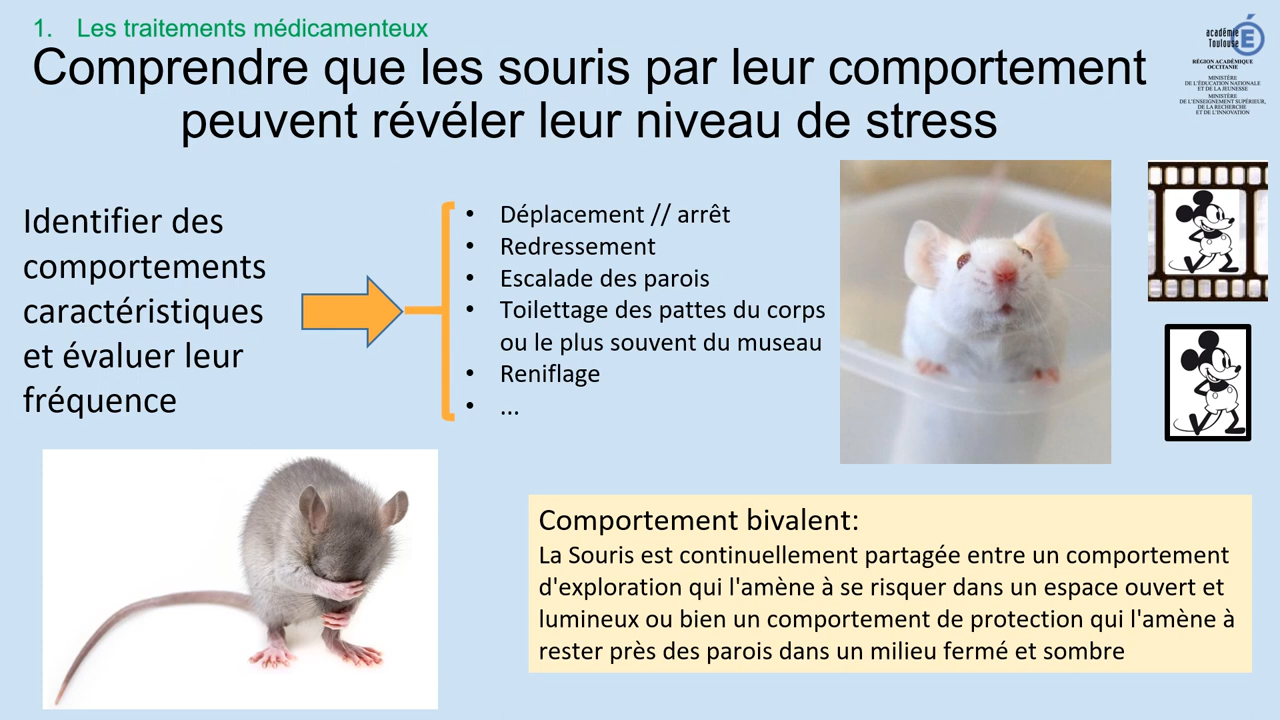 1. Les traitements médicamenteux
Comprendre que les souris par leur comportement
peuvent révéler leur niveau de stress
académie
Toulouse
RÉGION ACADÉMIQUE
OCCITANIE
MINISTÈRE
DE L'ÉDUCATION NATIONALE
ET DE LA JEUNESSE
MINISTÈRE
DE L'ENSEIGNEMENT SUPÉRIEUR,
DE LA RECHERCHE
ET DE L'INNOVATION
Identifier des
comportements
caractéristiques
et évaluer leur
fréquence
• Déplacement // arrêt
• Redressement
• Escalade des parois
• Toilettage des pattes du corps
ou le plus souvent du museau
• Reniflage
• ...
Comportement bivalent:
La Souris est continuellement partagée entre un comportement
d'exploration qui l'amène à se risquer dans un espace ouvert et
lumineux ou bien un comportement de protection qui l'amène à
rester près des parois dans un milieu fermé et sombre